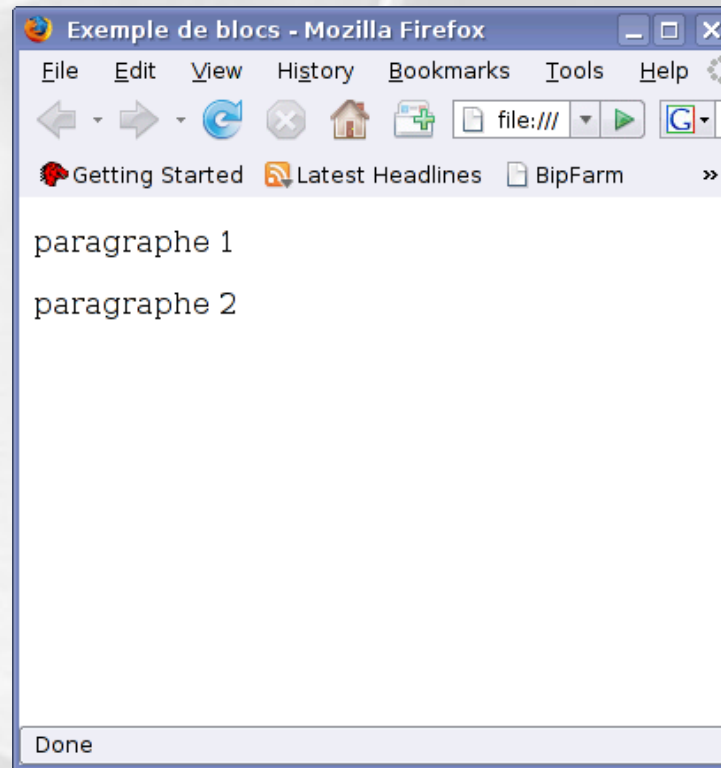 Exemple de blocs - Mozilla Firefox
File Edit View History Bookmarks Tools Help
file:/// G
Getting Started Latest Headlines BipFarm »
paragraphe 1
paragraphe 2
Done